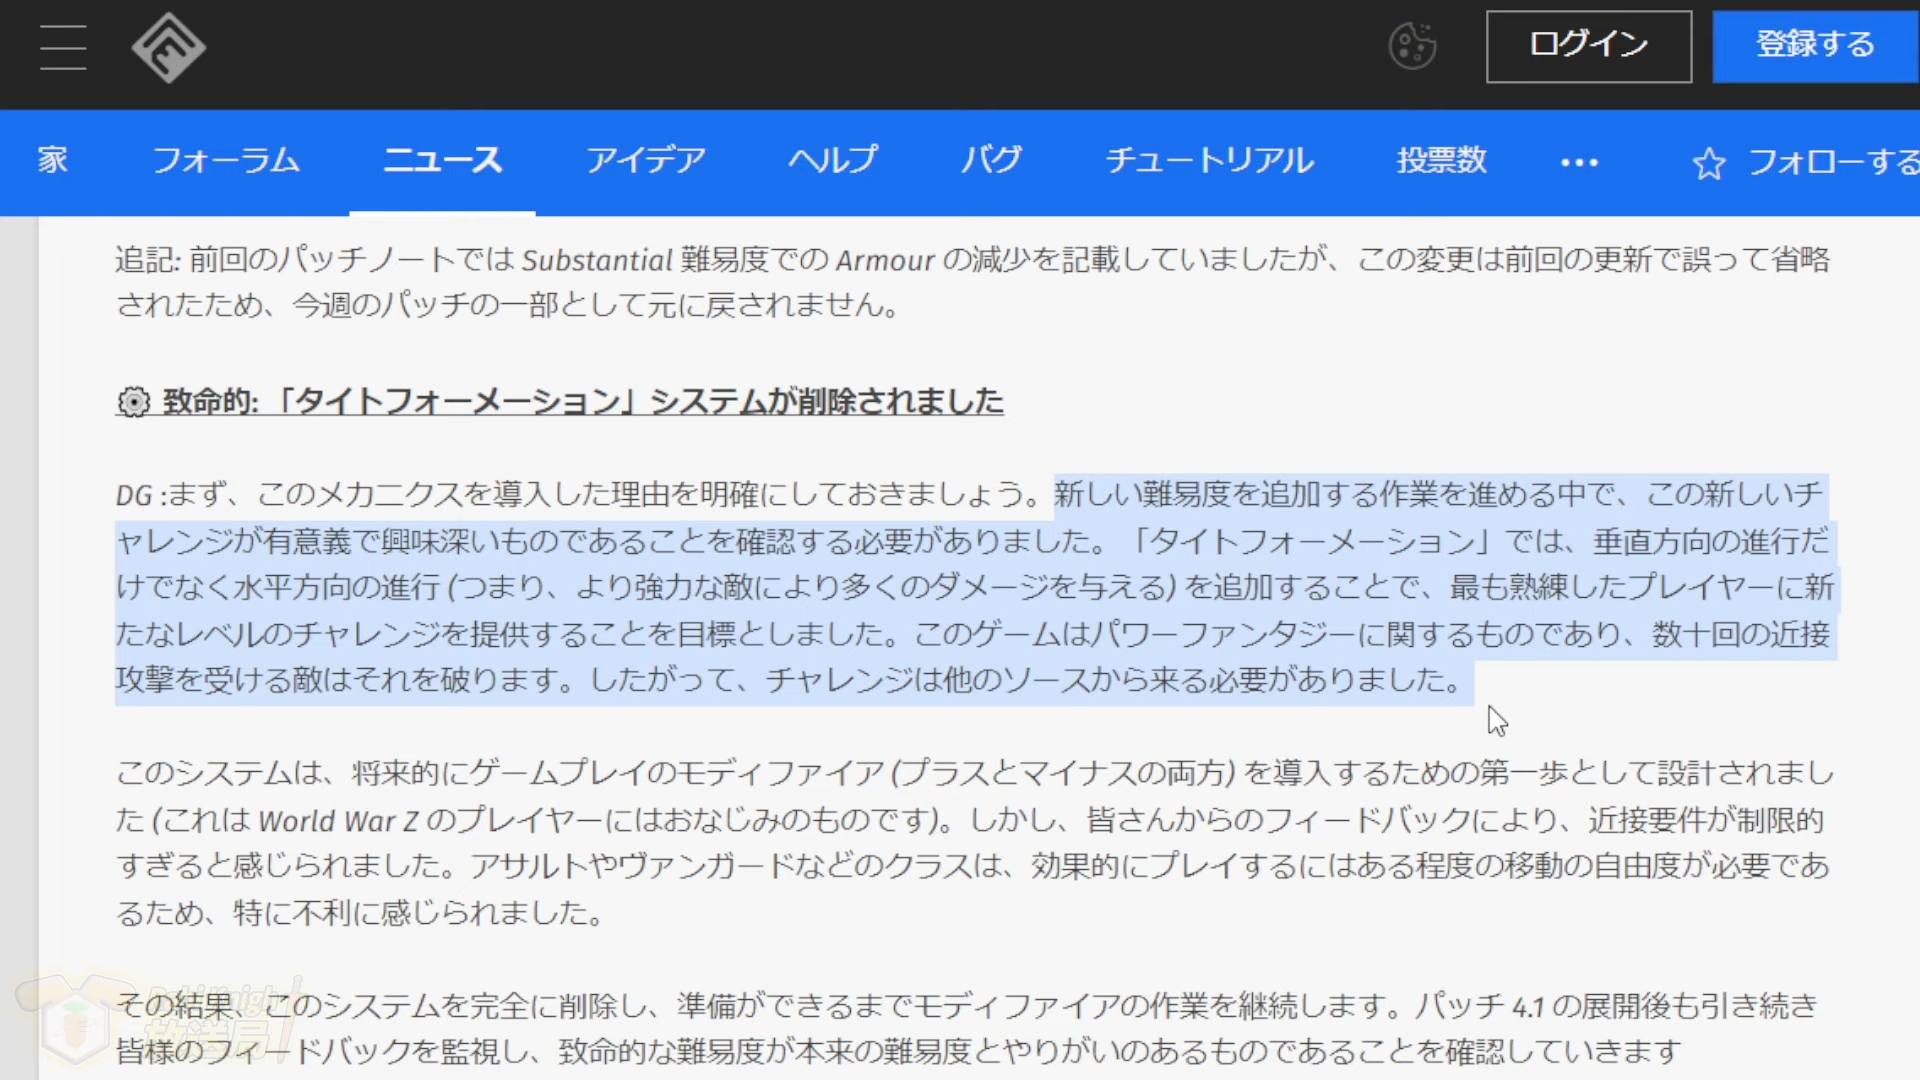 ログイン
登録する
家 フォーラム ニュース アイデア ヘルプ バグ チュートリアル 投票数 ••• フォローする
追記: 前回のパッチノートでは Substantial 難易度での Armour の減少を記載していましたが、この変更は前回の更新で誤って省略
されたため、今週のパッチの一部として元に戻されません。
致命的: 「タイトフォーメーション」システムが削除されました
DG :まず、このメカニクスを導入した理由を明確にしておきましょう。新しい難易度を追加する作業を進める中で、この新しいチ
ャレンジが有意義で興味深いものであることを確認する必要がありました。「タイトフォーメーション」では、垂直方向の進行だ
けでなく水平方向の進行 (つまり、より強力な敵により多くのダメージを与える) を追加することで、最も熟練したプレイヤーに新
たなレベルのチャレンジを提供することを目標としました。このゲームはパワーファンタジーに関するものであり、数十回の近接
攻撃を受ける敵はそれを破ります。したがって、チャレンジは他のソースから来る必要がありました。
このシステムは、将来的にゲームプレイのモディファイア (プラスとマイナスの両方) を導入するための第一歩として設計されまし
た (これは World War Z のプレイヤーにはおなじみのものです)。しかし、皆さんからのフィードバックにより、近接要件が制限的
すぎると感じられました。アサルトやヴァンガードなどのクラスは、効果的にプレイするにはある程度の移動の自由度が必要であ
るため、特に不利に感じられました。
その結果、このシステムを完全に削除し、準備ができるまでモディファイアの作業を継続します。パッチ 4.1 の展開後も引き続き
皆様のフィードバックを監視し、致命的な難易度が本来の難易度とやりがいのあるものであることを確認していきます
放送局